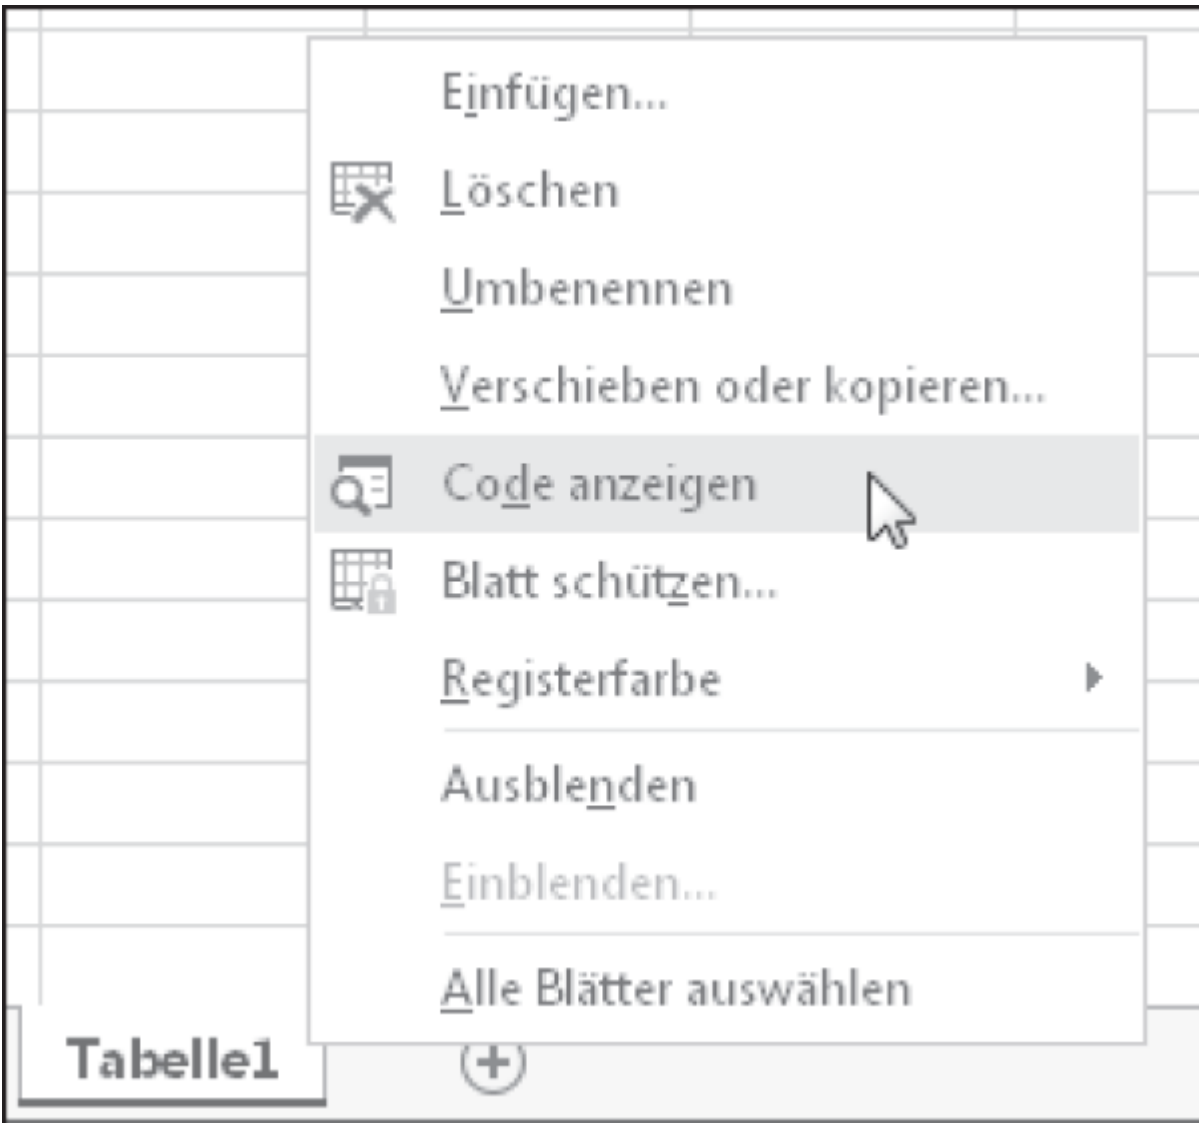 Einfügen...
Löschen
Umbenennen
Verschieben oder kopieren...
Code anzeigen
Blatt schützen...
Registerfarbe
Ausblenden
Einblenden...
Alle Blätter auswählen
Tabelle1